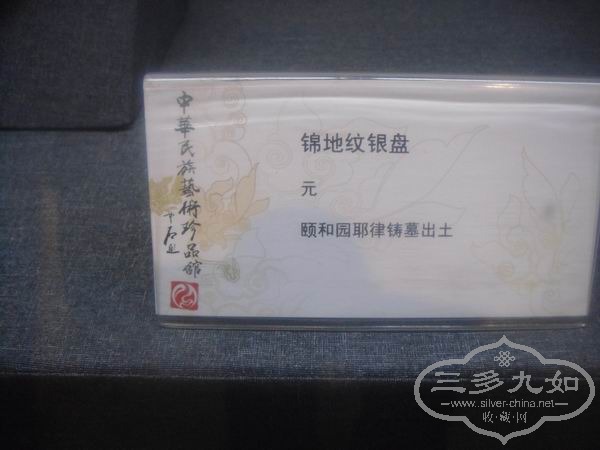 中華民族藝術珍品館
锦地纹银盘
元
颐和园耶律铸墓出土
三多九如
www.silver-china.net
收·藏·网